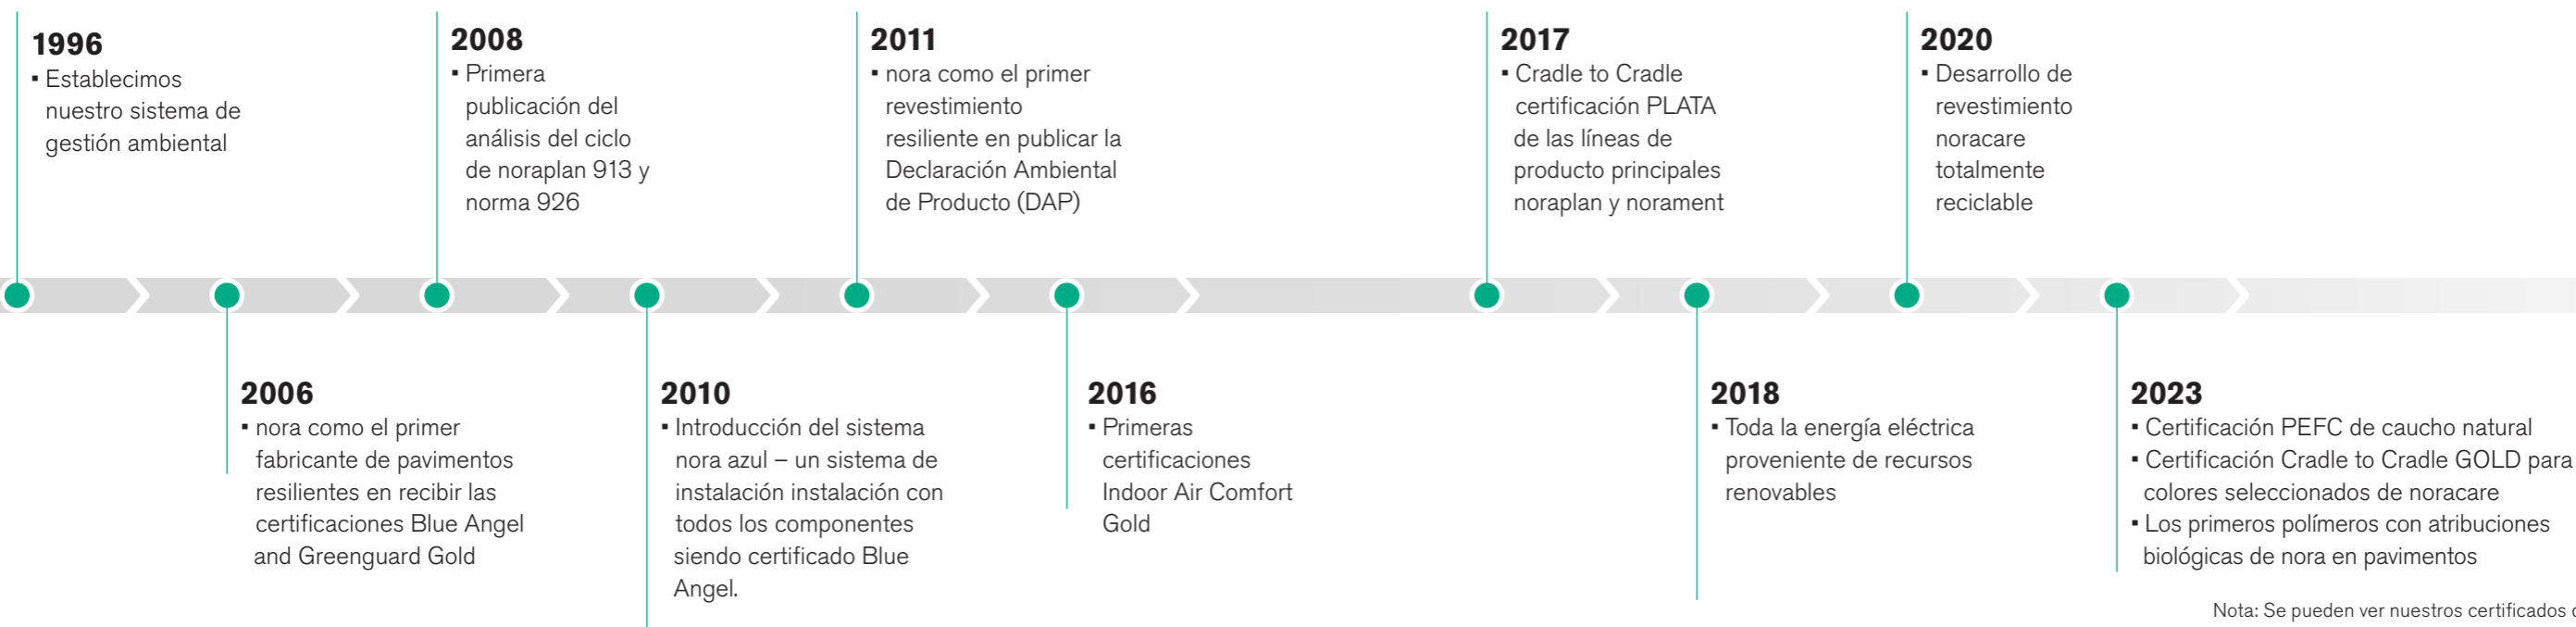 1996
▪ Establecimos
nuestro sistema de
gestión ambiental
2006
▪ nora como el primer
fabricante de pavimentos
resilientes en recibir las
certificaciones Blue Angel
and Greenguard Gold
2008
▪ Primera
publicación del
análisis del ciclo
de noraplan 913 y
norma 926
2010
▪ Introducción del sistema
nora azul – un sistema de
instalación instalación con
todos los componentes
siendo certificado Blue
Angel.
2011
▪ nora como el primer
revestimiento
resiliente en publicar la
Declaración Ambiental
de Producto (DAP)
2016
▪ Primeras
certificaciones
Indoor Air Comfort
Gold
2017
▪ Cradle to Cradle
certificación PLATA
de las líneas de
producto principales
noraplan y norament
2018
▪ Toda la energía eléctrica
proveniente de recursos
renovables
2020
▪ Desarrollo de
revestimiento
noracare
totalmente
reciclable
2023
▪ Certificación PEFC de caucho natural
▪ Certificación Cradle to Cradle GOLD para
colores seleccionados de noracare
▪ Los primeros polímeros con atribuciones
biológicas de nora en pavimentos
Nota: Se pueden ver nuestros certificados